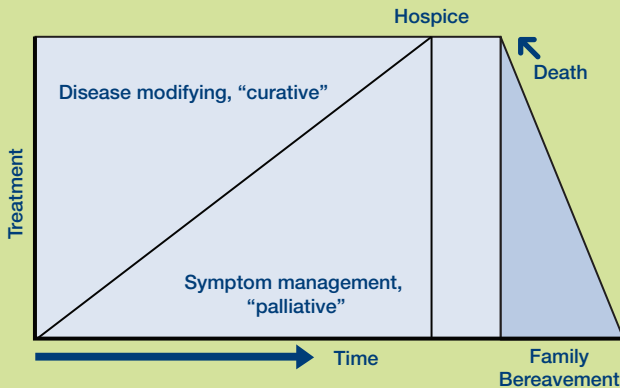 Hospice
Death
Disease modifying, “curative”
Treatment
Symptom management,
“palliative”
Time
Family
Bereavement